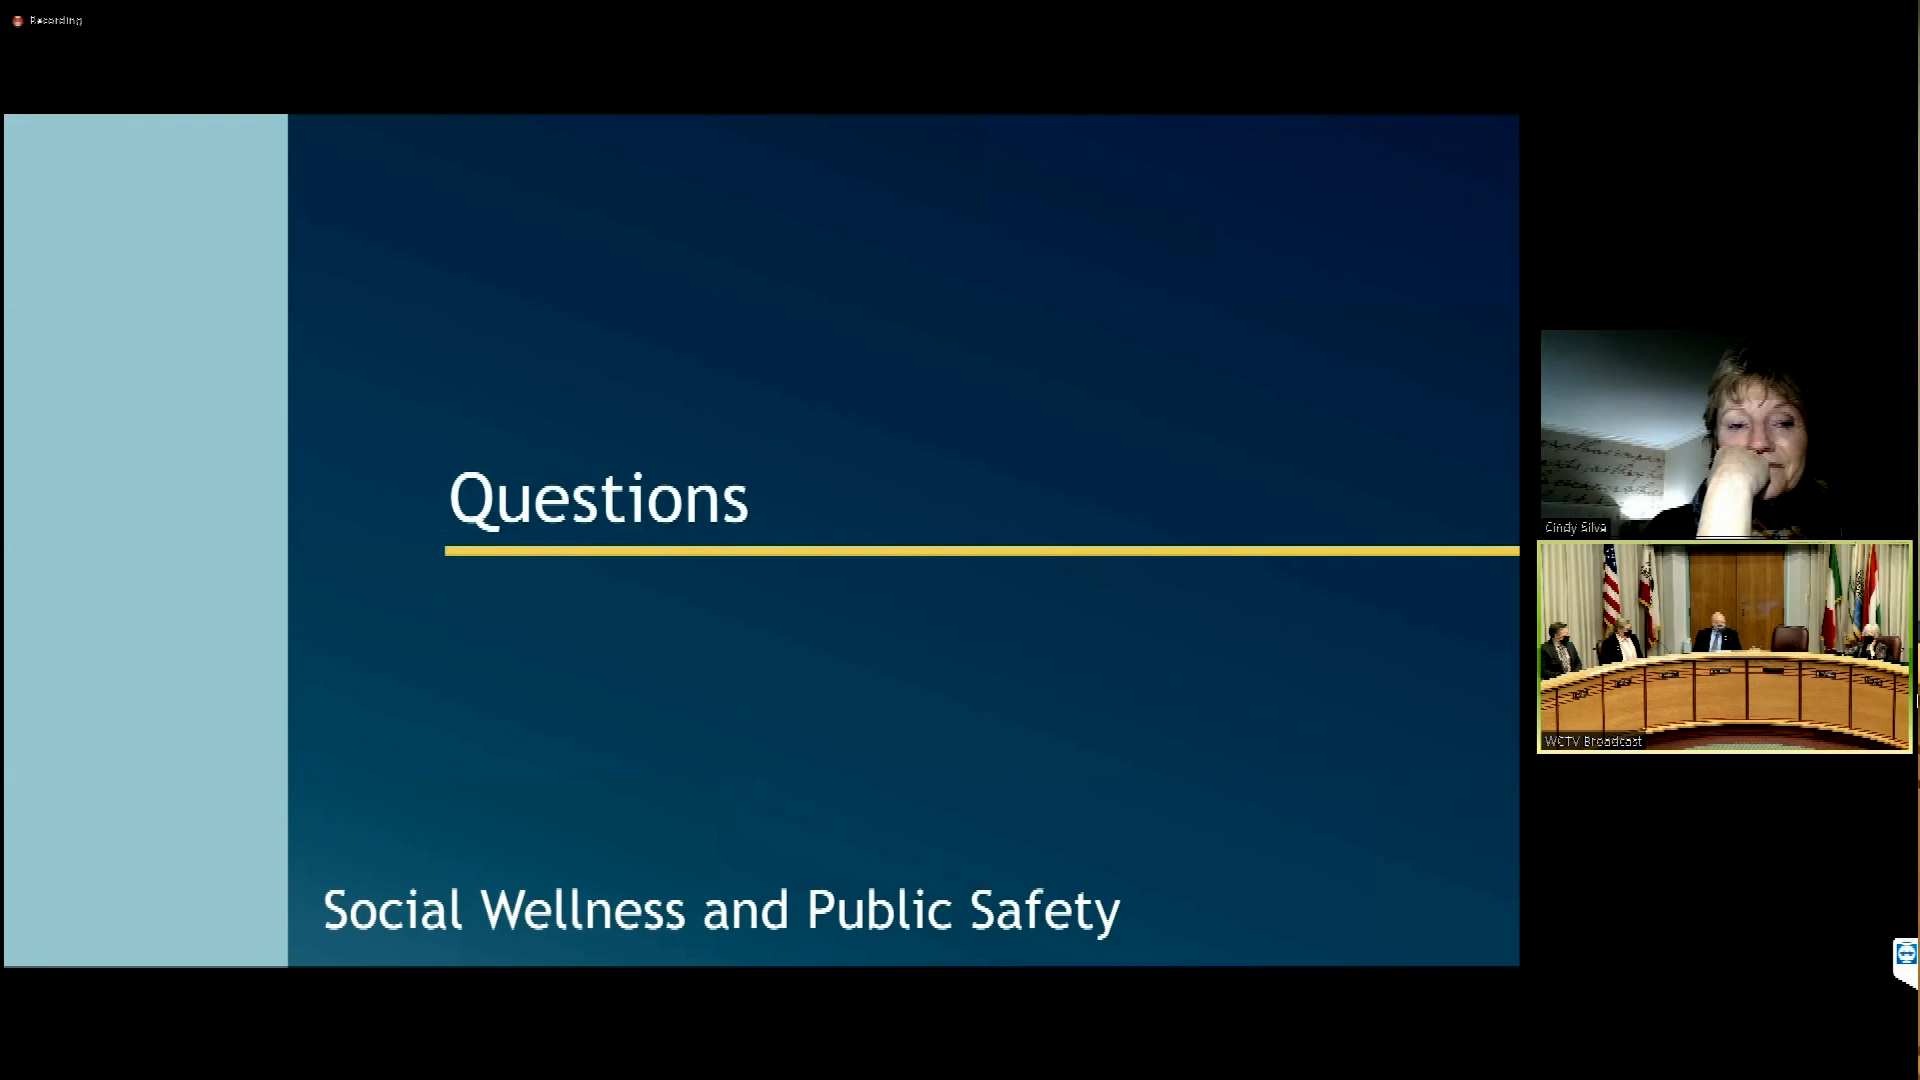 Recording
Questions
Social Wellness and Public Safety
Cindy Silva
WCTV Broadcast